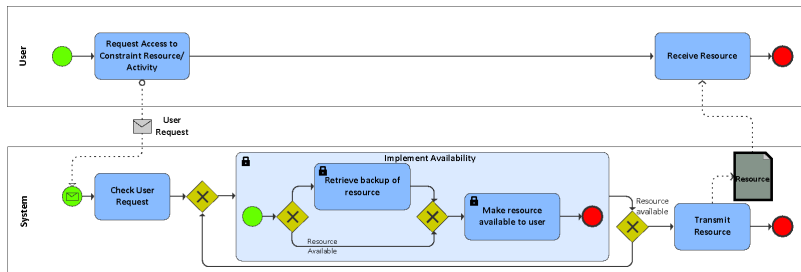 User
Request Access to
Constraint Resource/
Activity
Receive Resource
User
Request
System
Check User
Request
Implement Availability
Retrieve backup of
resource
Resource
Available
Make resource
available to user
Resource
available
Transmit
Resource
Resource